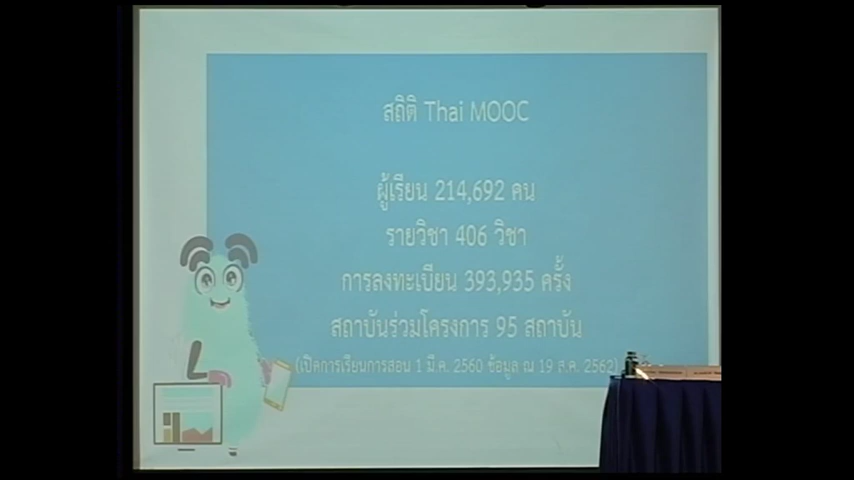 สถิติ Thai MOOC
ผู้เรียน 214,692 คน
รายวิชา 406 วิชา
การลงทะเบียน 393,935 ครั้ง
สถาบันร่วมโครงการ 95 สถาบัน
(เปิดการเรียนการสอน 1 มี.ค. 2560 ข้อมูล ณ 19 ส.ค. 2562)